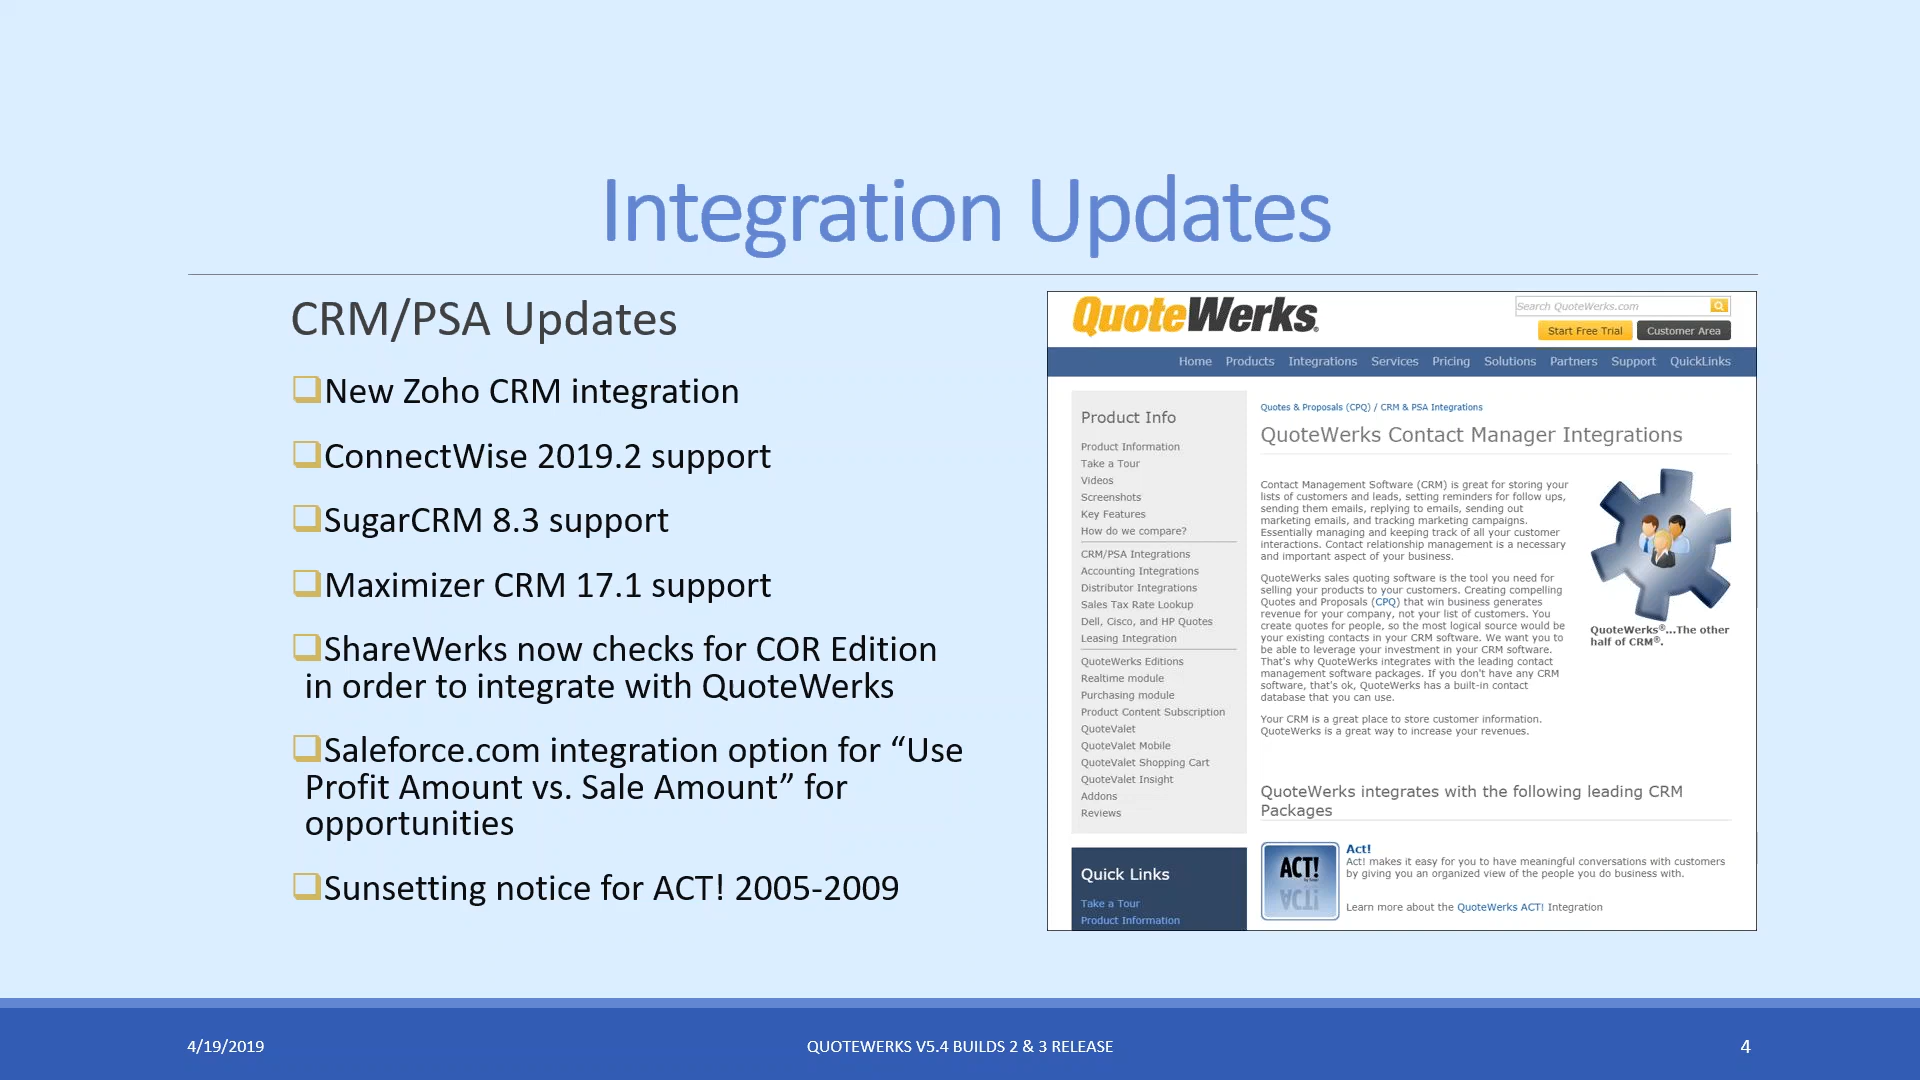 Integration Updates
CRM/PSA Updates
New Zoho CRM integration
ConnectWise 2019.2 support
SugarCRM 8.3 support
Maximizer CRM 17.1 support
ShareWerks now checks for COR Edition
in order to integrate with QuoteWerks
Saleforce.com integration option for “Use
Profit Amount vs. Sale Amount” for
opportunities
Sunsetting notice for ACT! 2005-2009
QuoteWerks
Search QuoteWerks.com
Start Free Trial Customer Area
Home Products Integrations Services Pricing Solutions Partners Support QuickLinks
Product Info
Product Information
Take a Tour
Videos
Screenshots
Key Features
How do we compare?
CRM/PSA Integrations
Accounting Integrations
Distributor Integrations
Sales Tax Rate Lookup
Dell, Cisco, and HP Quotes
Leasing Integration
QuoteWerks Editions
Realtime module
Purchasing module
Product Content Subscription
QuoteValet
QuoteValet Mobile
QuoteValet Shopping Cart
QuoteValet Insight
Addons
Reviews
Quick Links
Take a Tour
Product Information
Quotes & Proposals (CPQ) / CRM & PSA Integrations
QuoteWerks Contact Manager Integrations
Contact Management Software (CRM) is great for storing your
lists of customers and leads, setting reminders for follow ups,
sending them emails, replying to emails, sending out
marketing emails, and tracking marketing campaigns.
Essentially managing and keeping track of all your customer
interactions. Contact relationship management is a necessary
and important aspect of your business.
QuoteWerks sales quoting software is the tool you need for
selling your products to your customers. Creating compelling
Quotes and Proposals (CPQ) that win business generates
revenue for your company, not your list of customers. You
create quotes for people, so the most logical source would be
your existing contacts in your CRM software. We want you to
be able to leverage your investment in your CRM software.
That's why QuoteWerks integrates with the leading contact
management software packages. If you don't have any CRM
software, that's ok, QuoteWerks has a built-in contact
database that you can use.
Your CRM is a great place to store customer information.
QuoteWerks is a great way to increase your revenues.
QuoteWerks®...The other
half of CRM®.
QuoteWerks integrates with the following leading CRM
Packages
ACT!
Act!
Act! makes it easy for you to have meaningful conversations with customers
by giving you an organized view of the people you do business with.
Learn more about the QuoteWerks ACT! Integration
4/19/2019
QUOTEWERKS V5.4 BUILDS 2 & 3 RELEASE
4